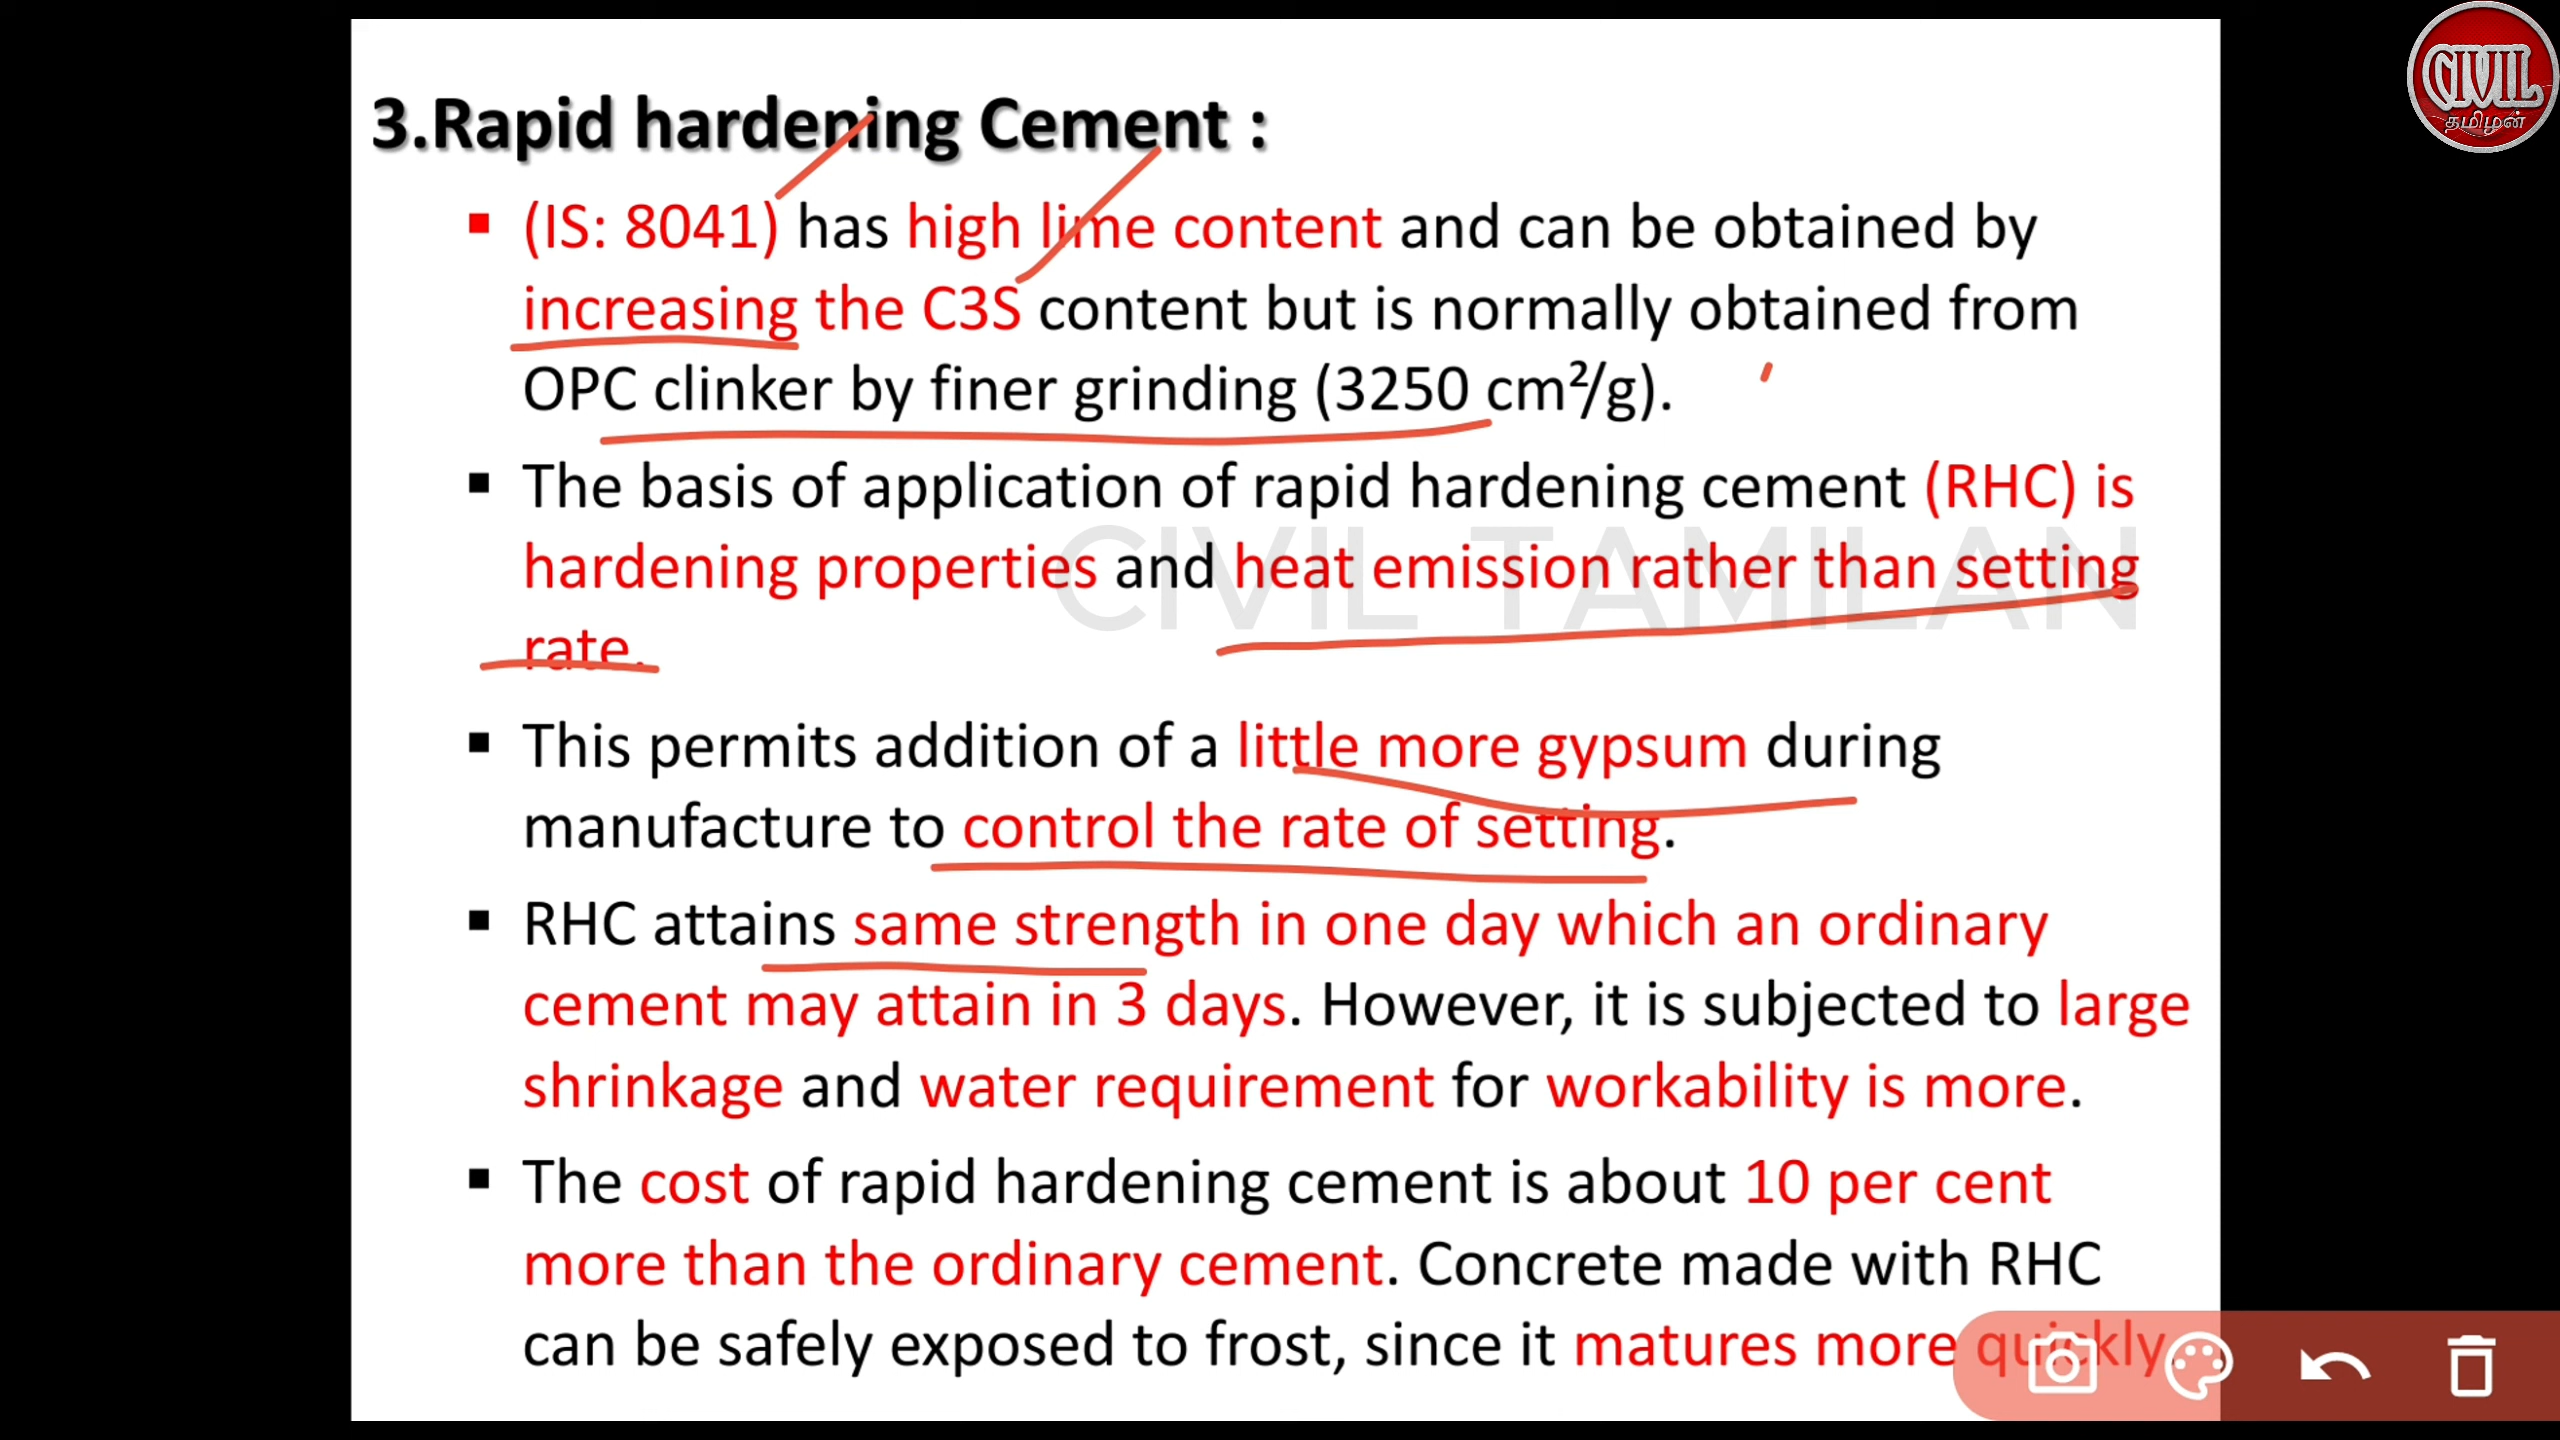 CIVIL
தமிழன்
3.Rapid hardening Cement :
▪ (IS: 8041) has high lime content and can be obtained by
increasing the C3S content but is normally obtained from
OPC clinker by finer grinding (3250 cm²/g).
▪ The basis of application of rapid hardening cement (RHC) is
hardening properties and heat emission rather than setting
rate.
CIVIL TAMILAN
▪ This permits addition of a little more gypsum during
manufacture to control the rate of setting.
▪ RHC attains same strength in one day which an ordinary
cement may attain in 3 days. However, it is subjected to large
shrinkage and water requirement for workability is more.
▪ The cost of rapid hardening cement is about 10 per cent
more than the ordinary cement. Concrete made with RHC
can be safely exposed to frost, since it matures more quickly